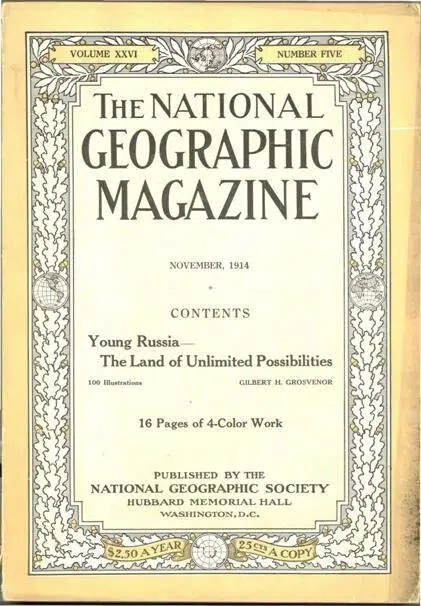 VOLUME XXVI NUMBER FIVE
THE NATIONAL
GEOGRAPHIC
MAGAZINE
NOVEMBER, 1914
CONTENTS
Young Russia—
The Land of Unlimited Possibilities
100 Illustrations GILBERT H. GROSVENOR
16 Pages of 4-Color Work
PUBLISHED BY THE
NATIONAL GEOGRAPHIC SOCIETY
HUBBARD MEMORIAL HALL
WASHINGTON, D.C.
$2.50 A YEAR 25 CTS A COPY